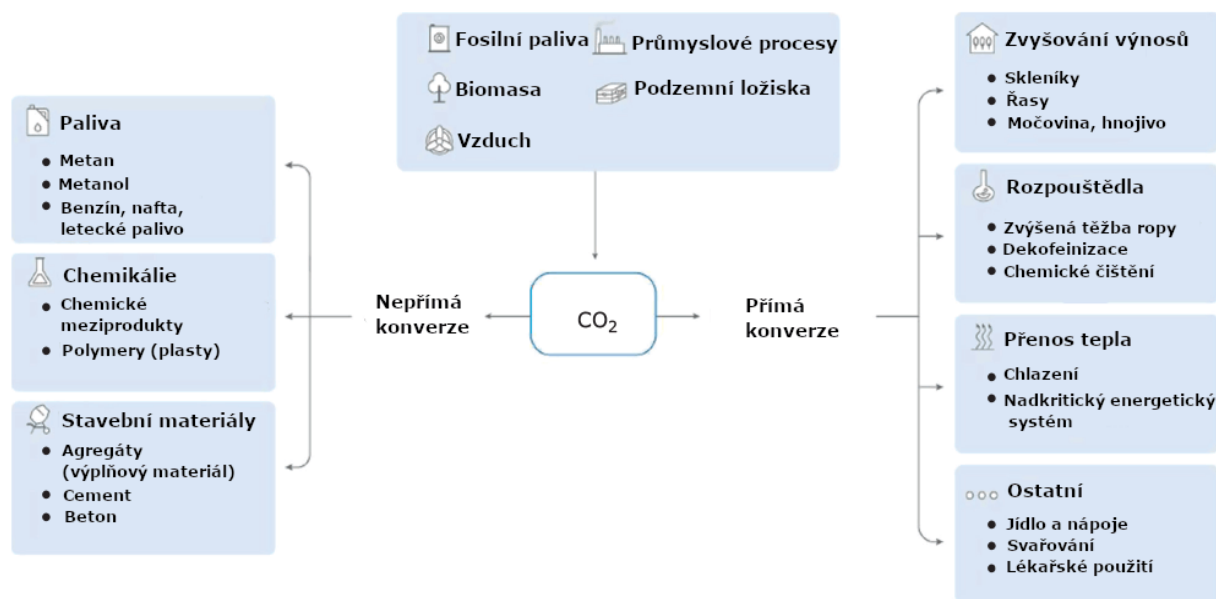 Fosilní paliva
Průmyslové procesy
Biomasa
Podzemní ložiska
Vzduch
Paliva
• Metan
• Metanol
• Benzín, nafta,
letecké palivo
Chemikálie
• Chemické
meziprodukty
• Polymery (plasty)
Stavební materiály
• Agregáty
(výplňový materiál)
• Cement
• Beton
Nepřímá
konverze
CO₂
Přímá
konverze
Zvyšování výnosů
• Skleníky
• Řasy
• Močovina, hnojivo
Rozpouštědla
• Zvýšená těžba ropy
• Dekofeinizace
• Chemické čištění
Přenos tepla
• Chlazení
• Nadkritický energetický
systém
Ostatní
• Jídlo a nápoje
• Svařování
• Lékařské použití